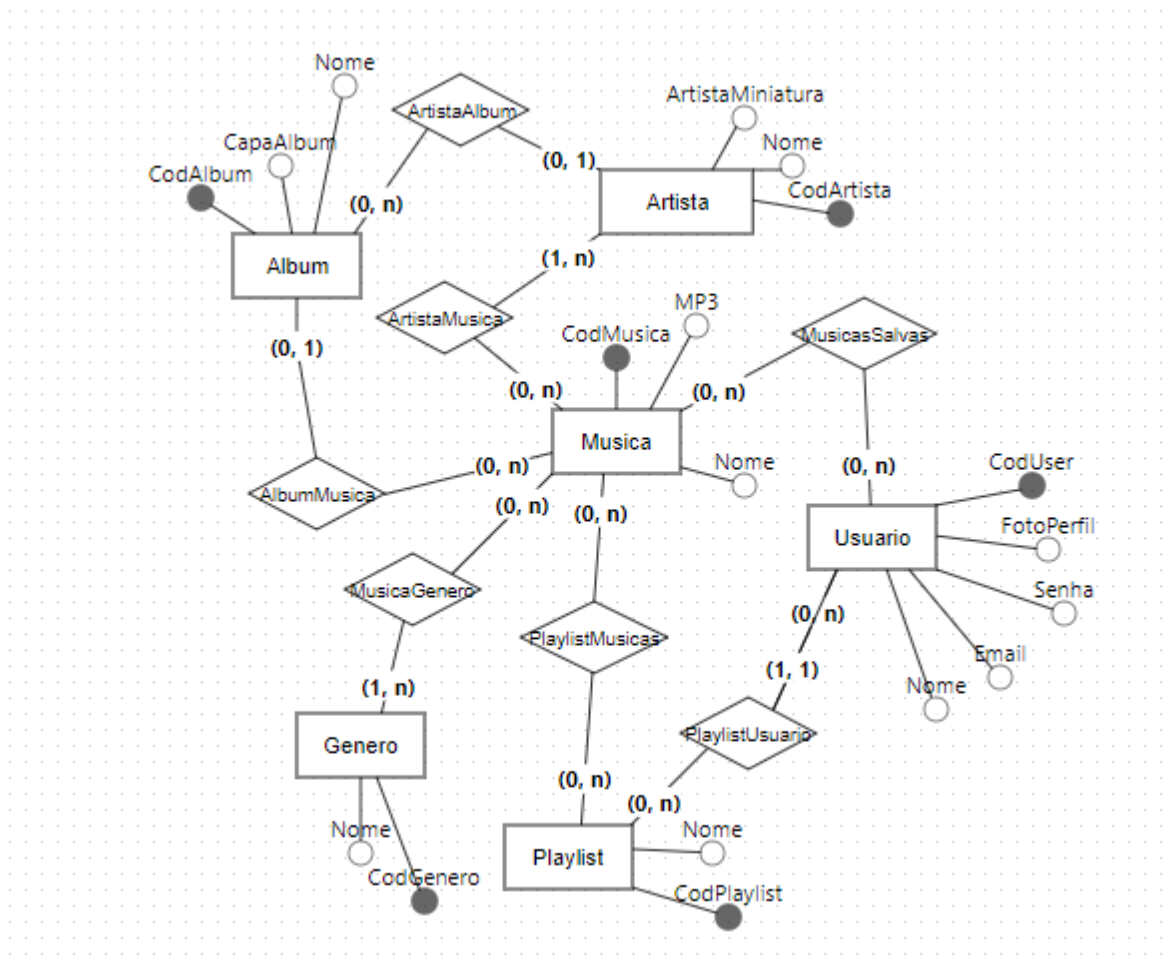 Nome
ArtistaAlbum
ArtistaMiniatura
CapaAlbum
Nome
(0, 1)
CodAlbum
CodArtista
(0, n)
Artista
Album
(1, n)
MP3
ArtistaMusica
CodMusica
MusicasSalvas
(0, 1)
(0, n)
(0, n)
Musica
Nome
CodUser
(0, n)
(0, n)
AlbumMusica
(0, n)
(0, n)
FotoPerfil
Usuario
MusicaGenero
Senha
(0, n)
PlaylistMusicas
Email
(1, 1)
Nome
(1, n)
PlaylistUsuario
Genero
(0, n)
(0, n)
Nome
Nome
Playlist
CodGenero
CodPlaylist